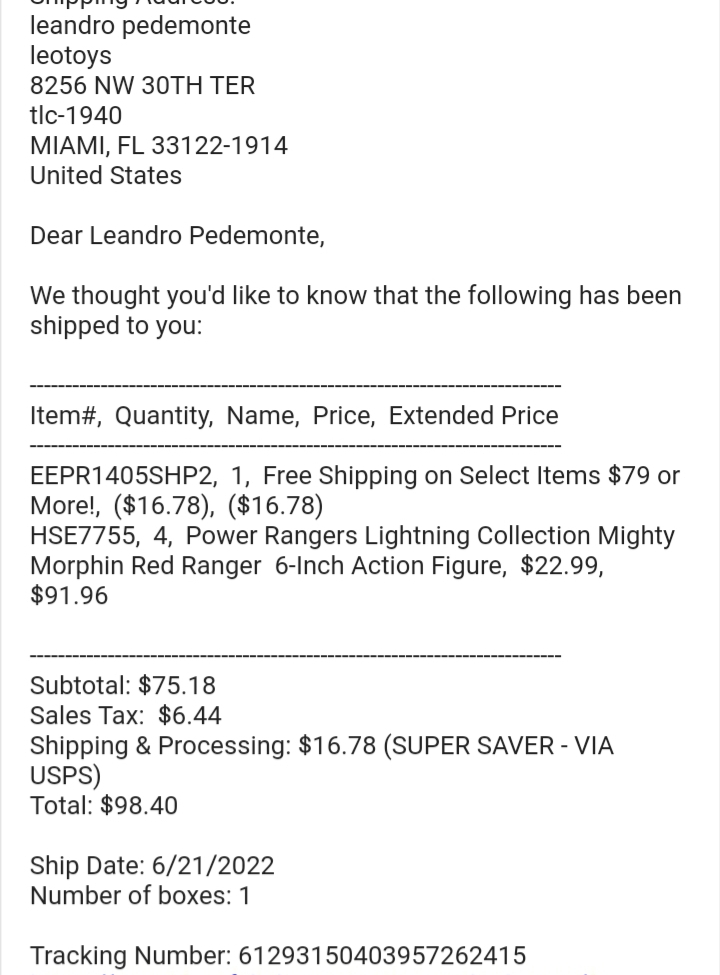 Shipping Address:
leandro pedemonte
leotoys
8256 NW 30TH TER
tlc-1940
MIAMI, FL 33122-1914
United States
Dear Leandro Pedemonte,
We thought you'd like to know that the following has been
shipped to you:
---------------------------------------------------------------------------
Item#,  Quantity,  Name,  Price,  Extended Price
---------------------------------------------------------------------------
EEPR1405SHP2,  1,  Free Shipping on Select Items $79 or
More!,  ($16.78),  ($16.78)
HSE7755,  4,  Power Rangers Lightning Collection Mighty
Morphin Red Ranger  6-Inch Action Figure,  $22.99,
$91.96
---------------------------------------------------------------------------
Subtotal: $75.18
Sales Tax:  $6.44
Shipping & Processing: $16.78 (SUPER SAVER - VIA
USPS)
Total: $98.40
Ship Date: 6/21/2022
Number of boxes: 1
Tracking Number: 61293150403957262415